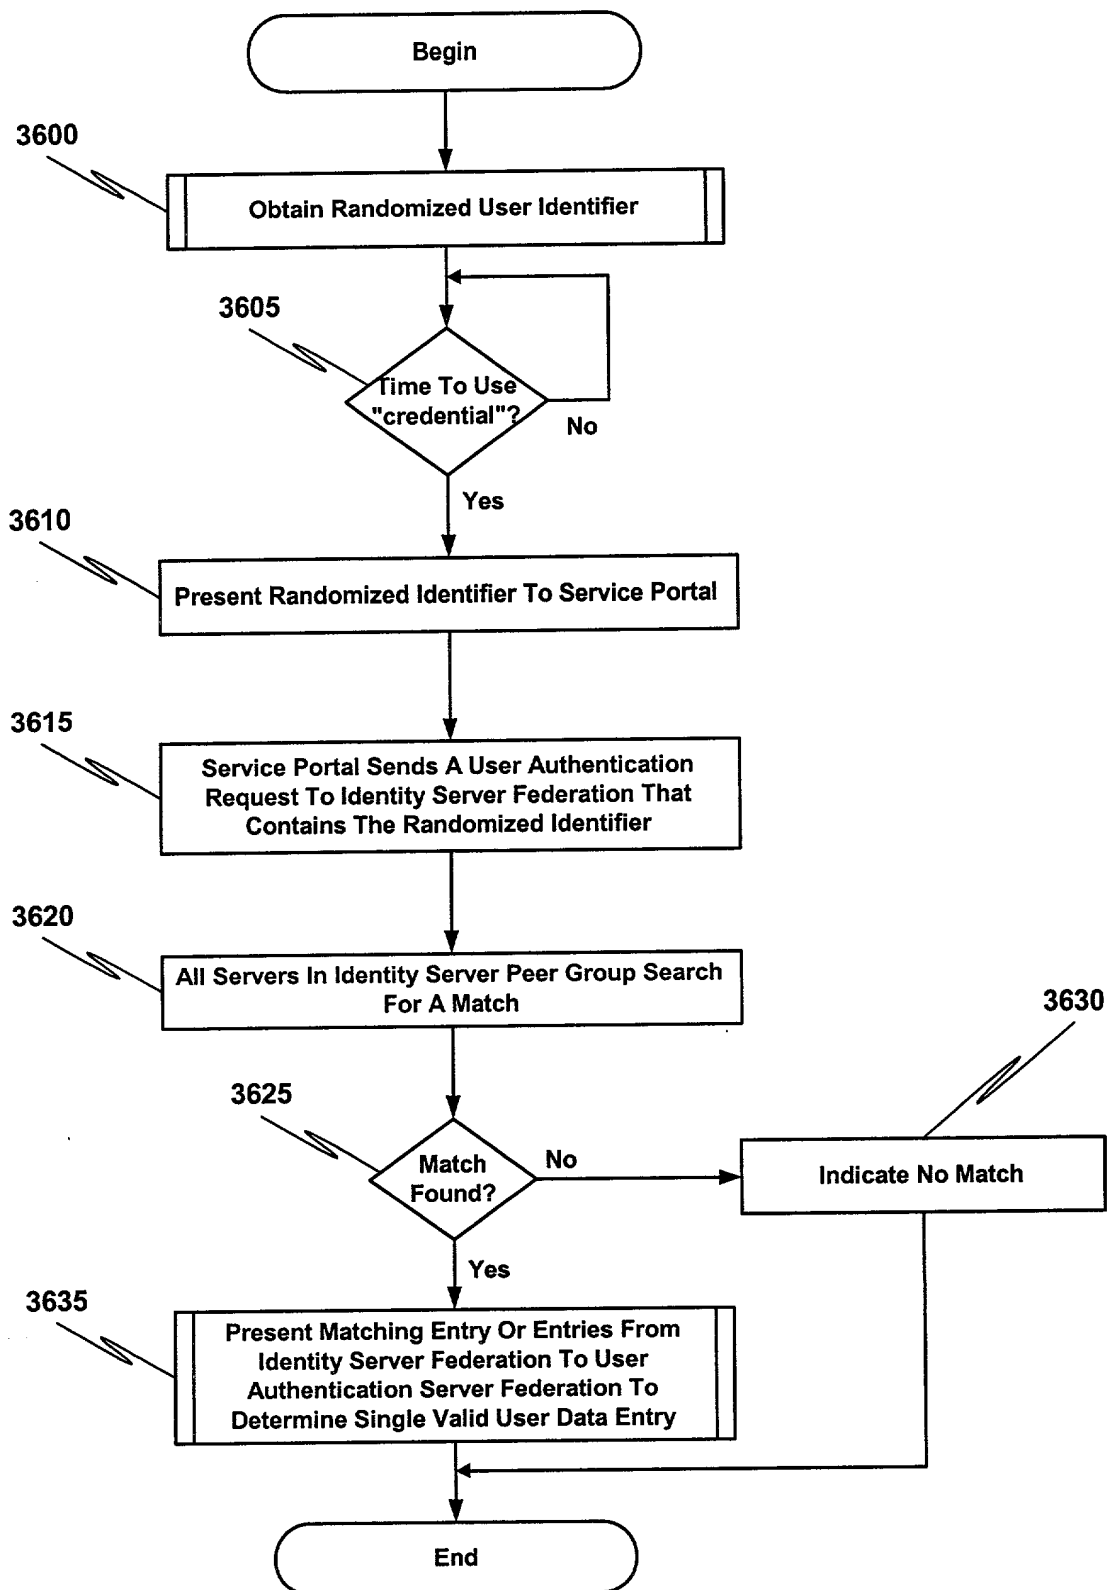 Begin
3600
Obtain Randomized User Identifier
3605
Time To Use
"credential"?
No
Yes
3610
Present Randomized Identifier To Service Portal
3615
Service Portal Sends A User Authentication
Request To Identity Server Federation That
Contains The Randomized Identifier
3620
All Servers In Identity Server Peer Group Search
For A Match
3630
3625
Match
Found?
No
Indicate No Match
Yes
3635
Present Matching Entry Or Entries From
Identity Server Federation To User
Authentication Server Federation To
Determine Single Valid User Data Entry
End